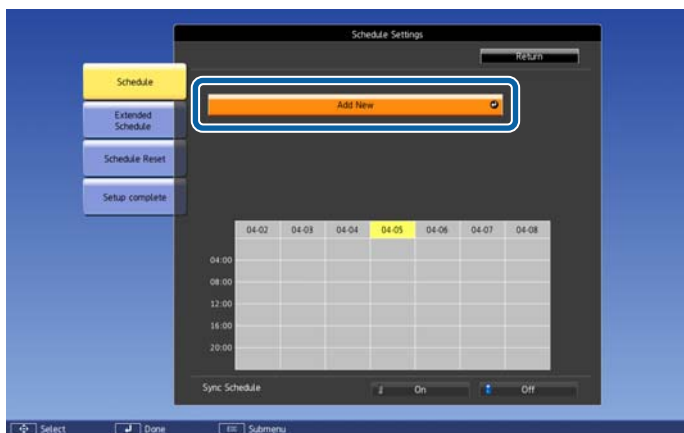 Schedule Settings
Return
Schedule
Add New
Extended
Schedule
Schedule Reset
Setup complete
04-02 04-03 04-04 04-05 04-06 04-07 04-08
04:00
08:00
12:00
16:00
20:00
Sync Schedule On Off
Select Done ESC Submenu